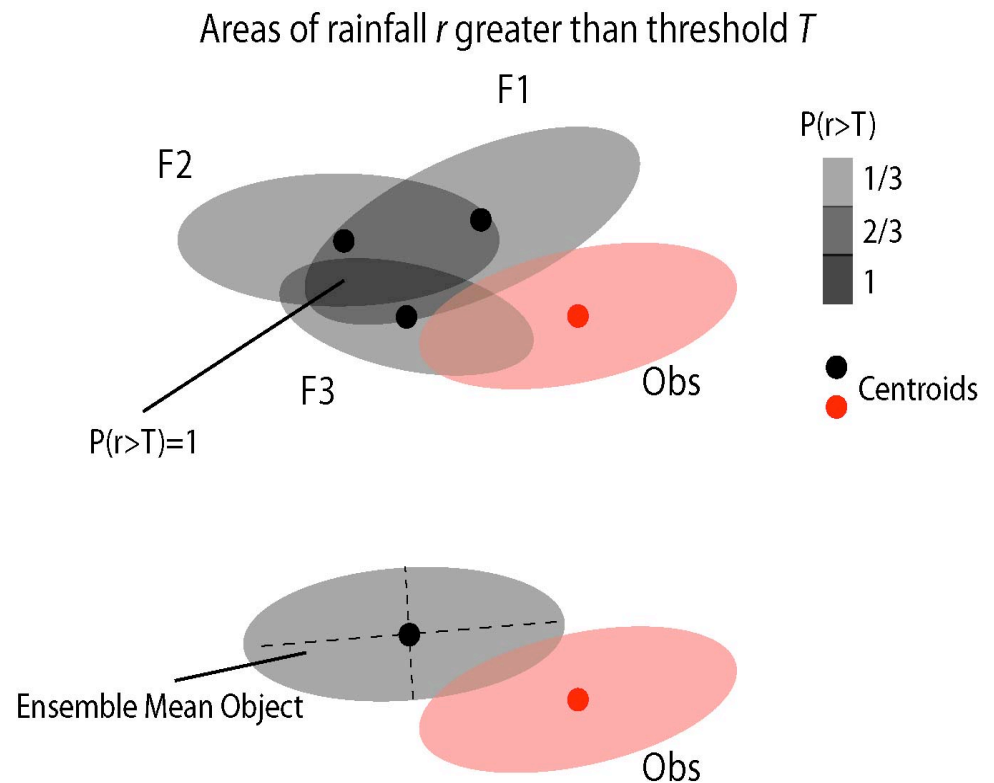 Areas of rainfall r greater than threshold T
F1
P(r>T)
F2
1/3
2/3
1
F3
Obs
Centroids
P(r>T)=1
Ensemble Mean Object
Obs